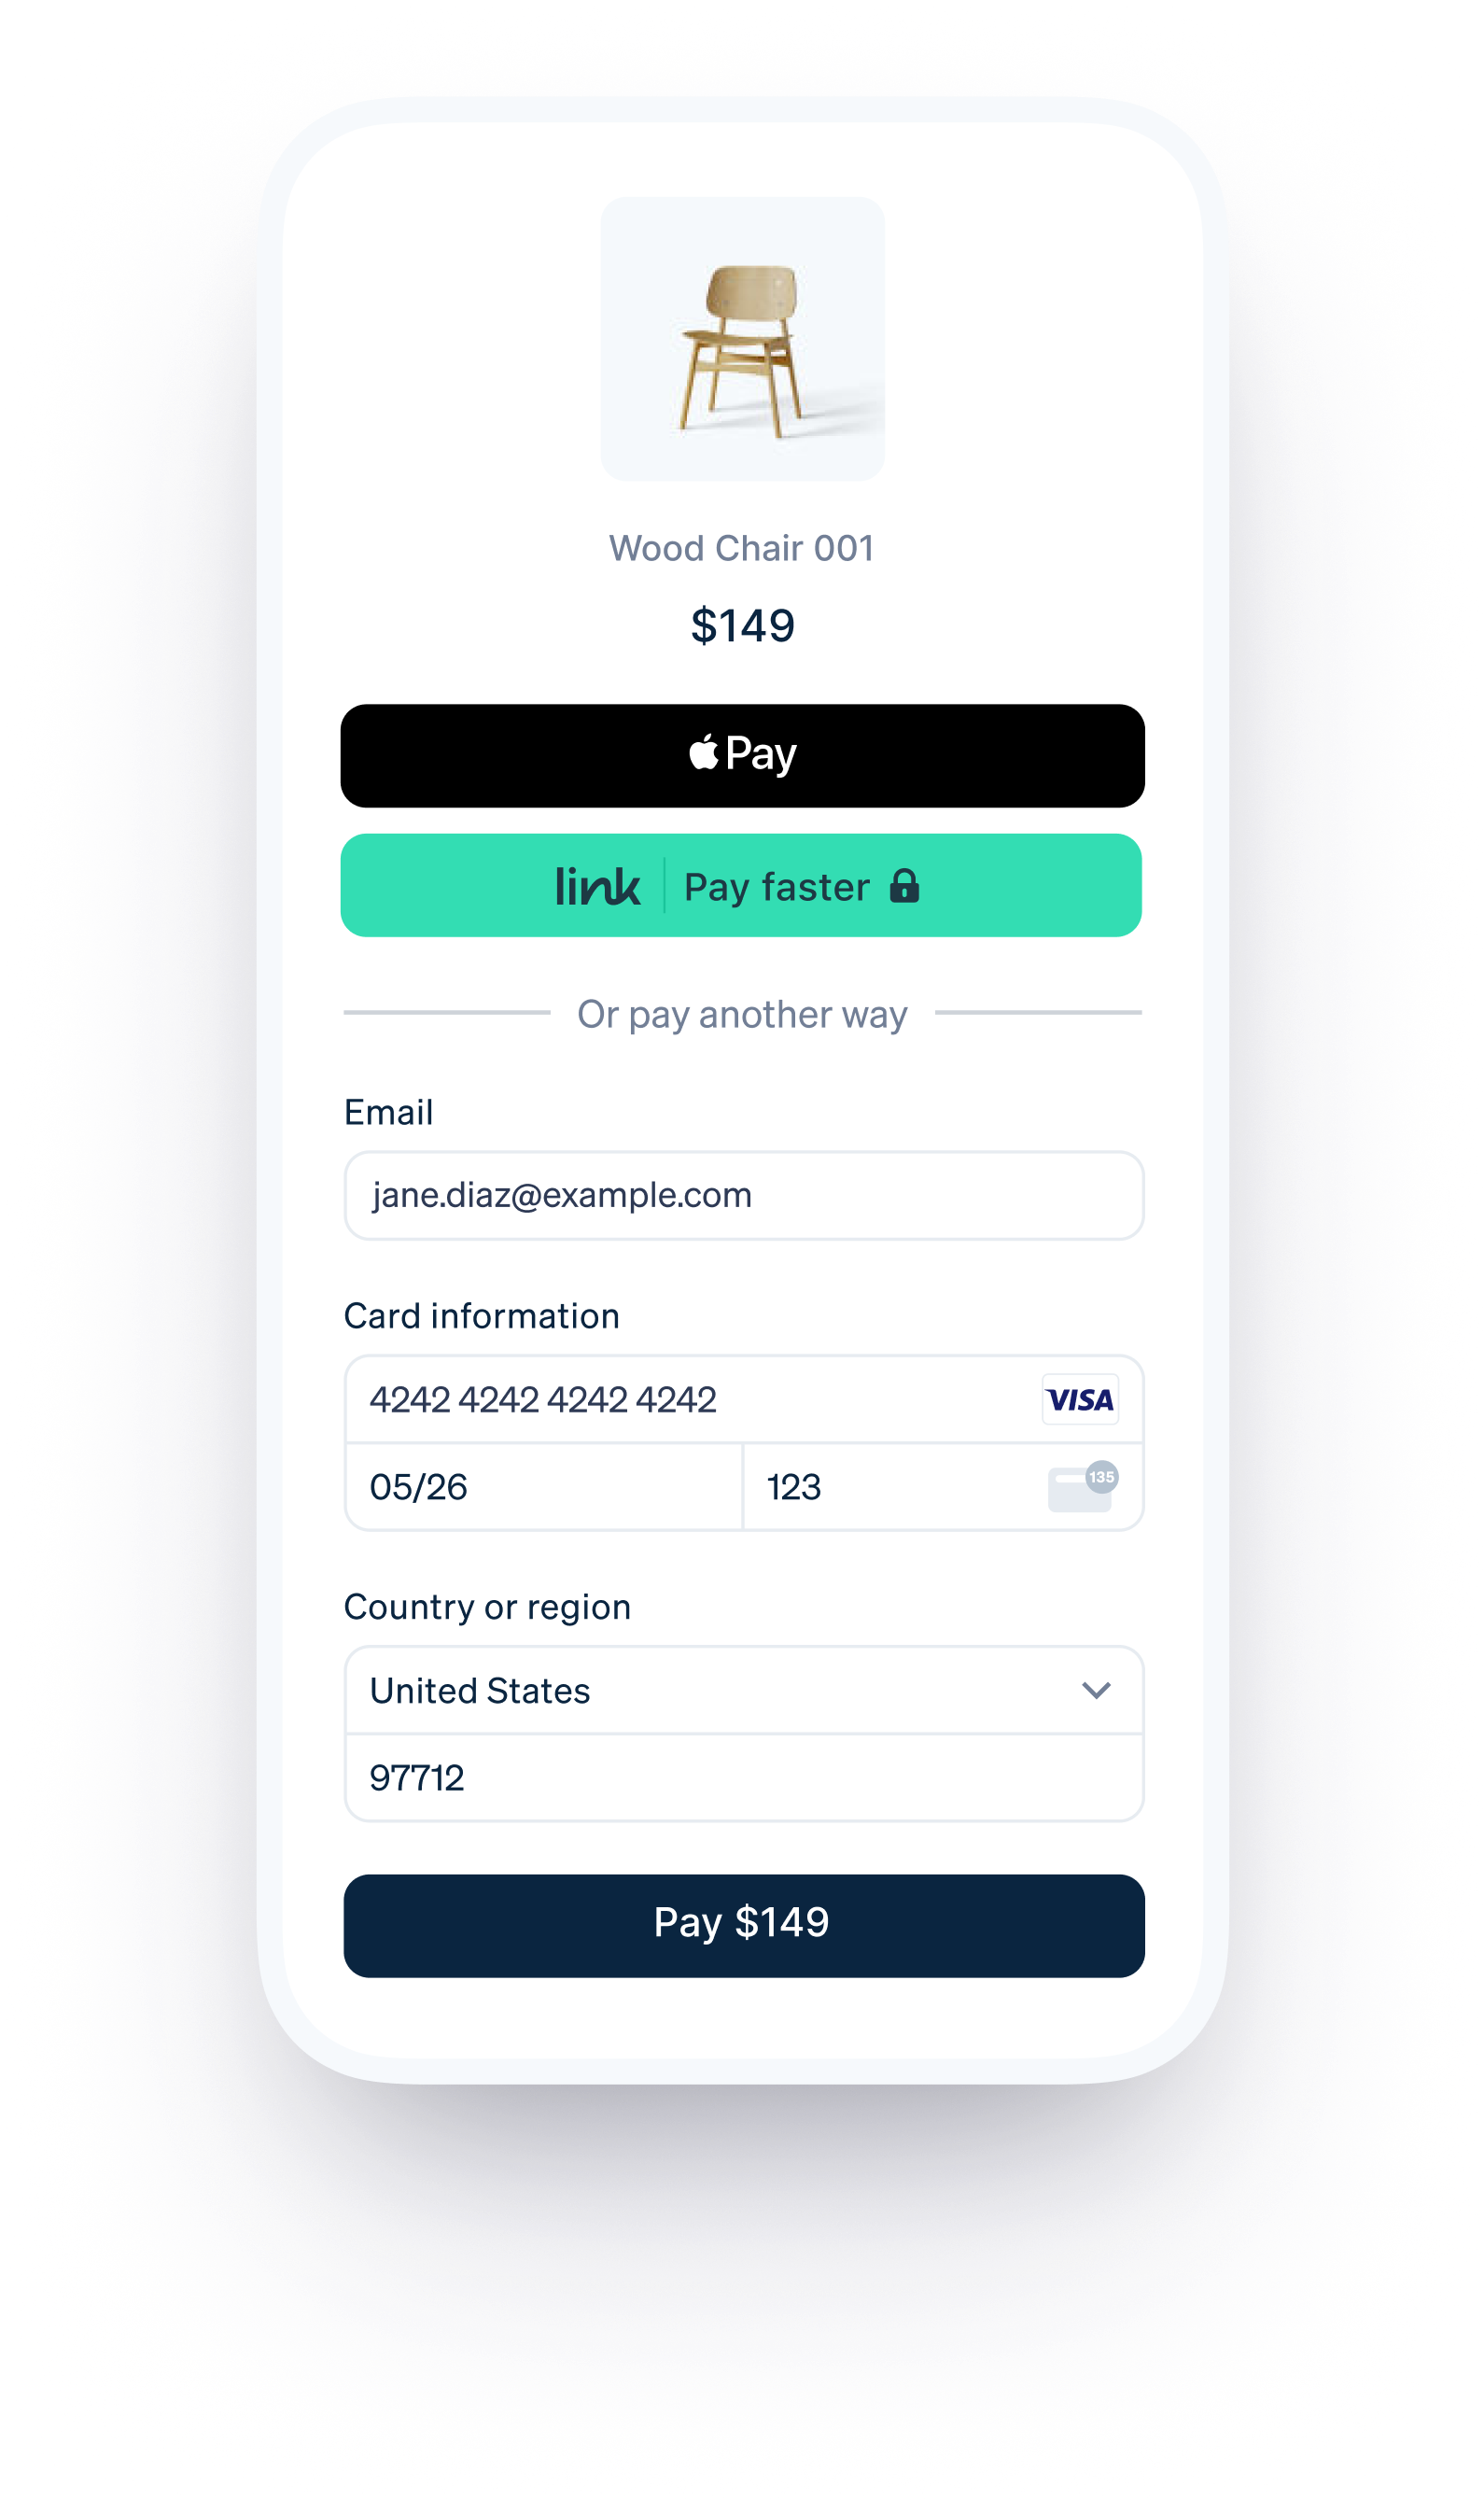 Wood Chair 001
$149
Pay
link Pay faster
Or pay another way
Email
jane.diaz@example.com
Card information
4242 4242 4242 4242 VISA
05/26 123 135
Country or region
United States
97712
Pay $149